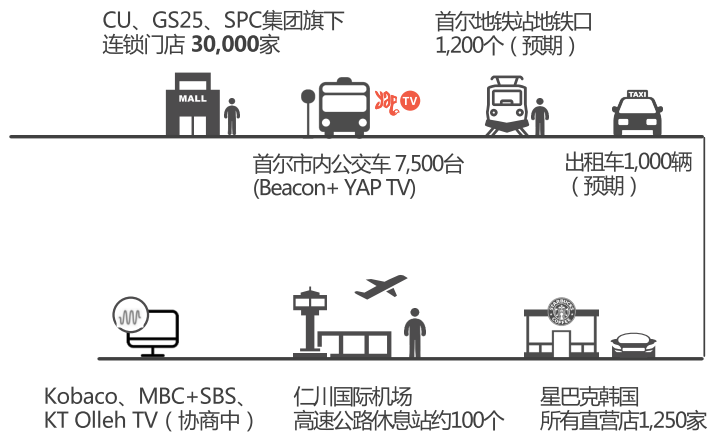 CU、GS25、SPC集团旗下
连锁门店 30,000家
首尔地铁站地铁口
1,200个（预期）
MALL
yap TV
TAXI
首尔市内公交车 7,500台
(Beacon+ YAP TV)
出租车1,000辆
（预期）
Kobaco、MBC+SBS、
KT Olleh TV（协商中）
仁川国际机场
高速公路休息站约100个
星巴克韩国
所有直营店1,250家